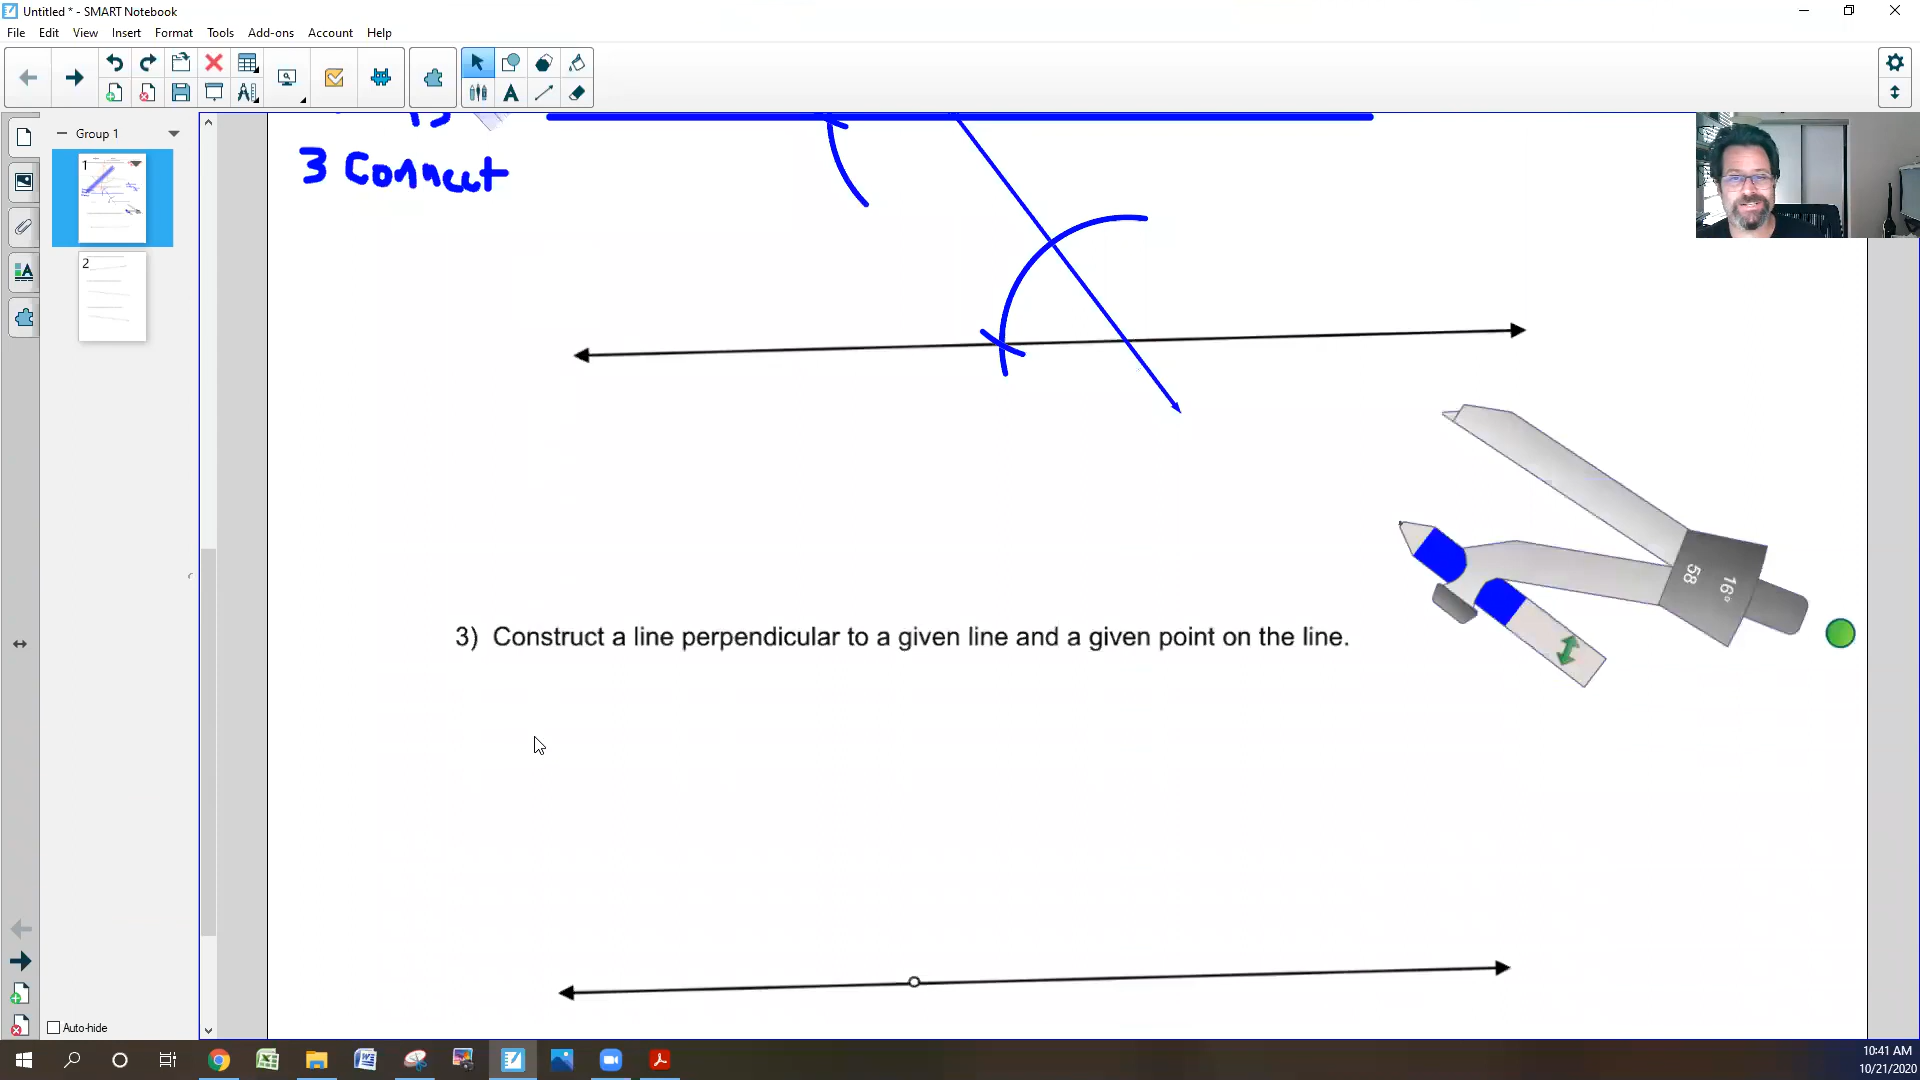 Untitled * - SMART Notebook
File Edit View Insert Format Tools Add-ons Account Help
Group 1
1
2
3 Connect
16°
58
3) Construct a line perpendicular to a given line and a given point on the line.
Auto-hide
10:41 AM
10/21/2020